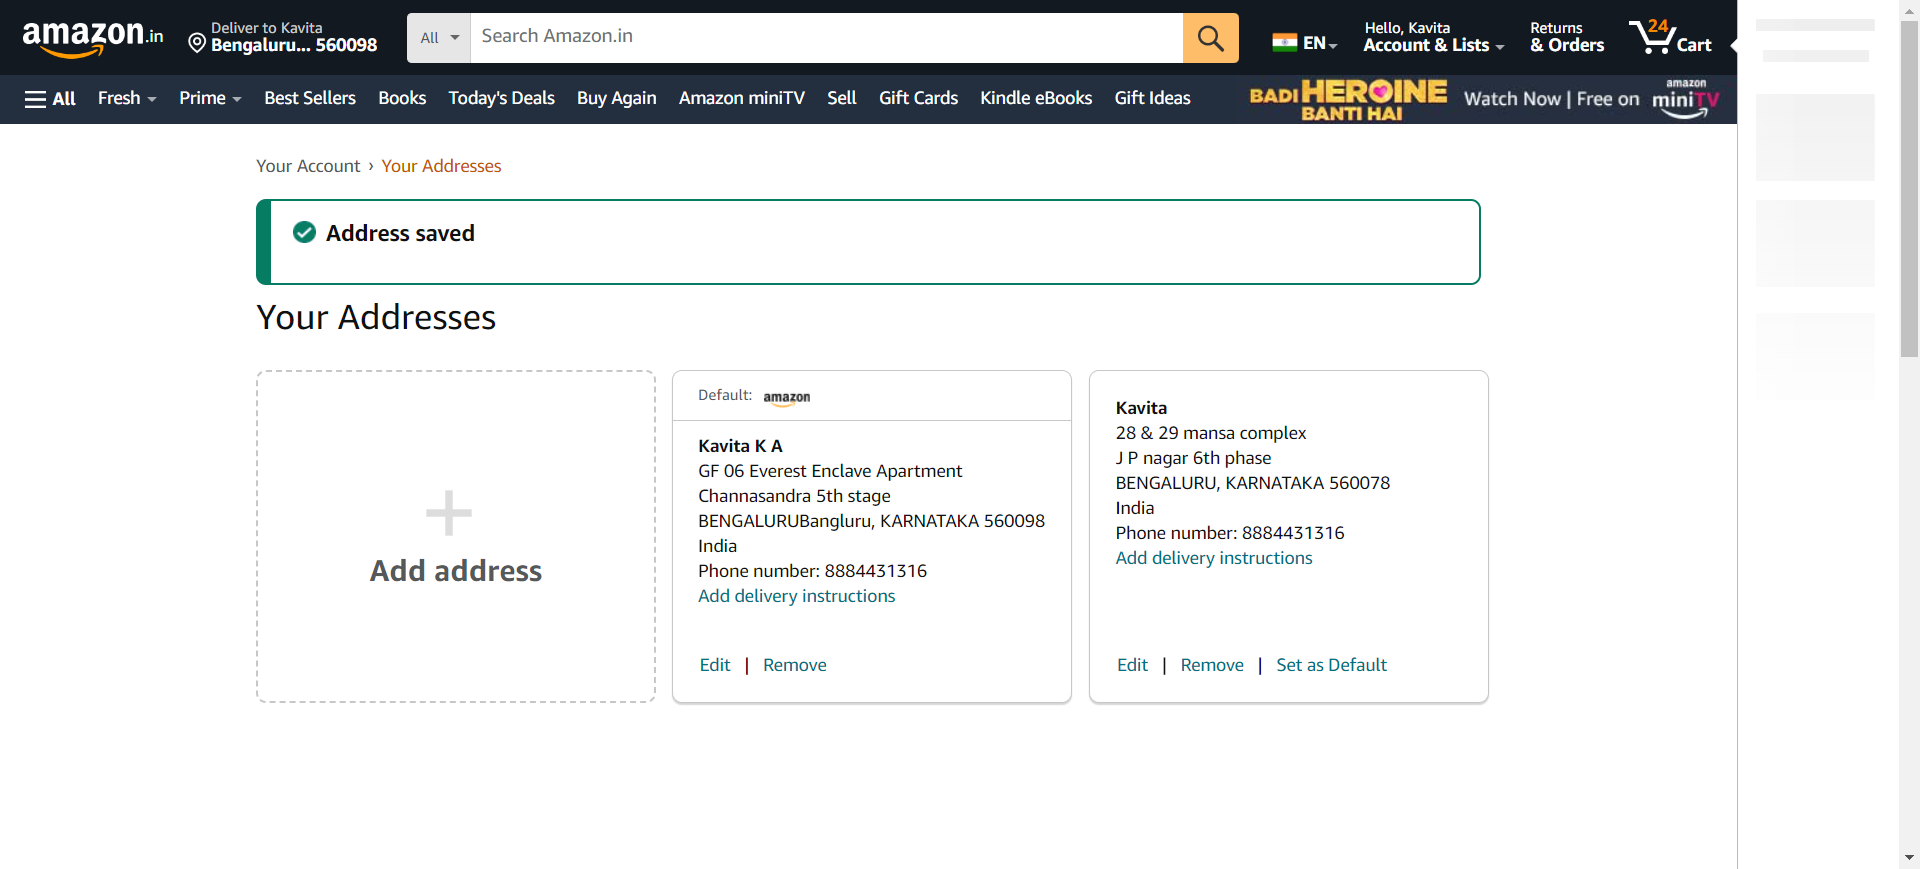 amazon.in
Deliver to Kavita
Bengaluru... 560098
All
Search Amazon.in
EN
Hello, Kavita
Account & Lists
Returns
& Orders
24
Cart
All
Fresh
Prime
Best Sellers
Books
Today's Deals
Buy Again
Amazon miniTV
Sell
Gift Cards
Kindle eBooks
Gift Ideas
BADI HEROINE
BANTI HAI
Watch Now | Free on
amazon
miniTV
Your Account › Your Addresses
Address saved
Your Addresses
Add address
Default: amazon
Kavita K A
GF 06 Everest Enclave Apartment
Channasandra 5th stage
BENGALURUBangluru, KARNATAKA 560098
India
Phone number: 8884431316
Add delivery instructions
Edit | Remove
Kavita
28 & 29 mansa complex
J P nagar 6th phase
BENGALURU, KARNATAKA 560078
India
Phone number: 8884431316
Add delivery instructions
Edit | Remove | Set as Default